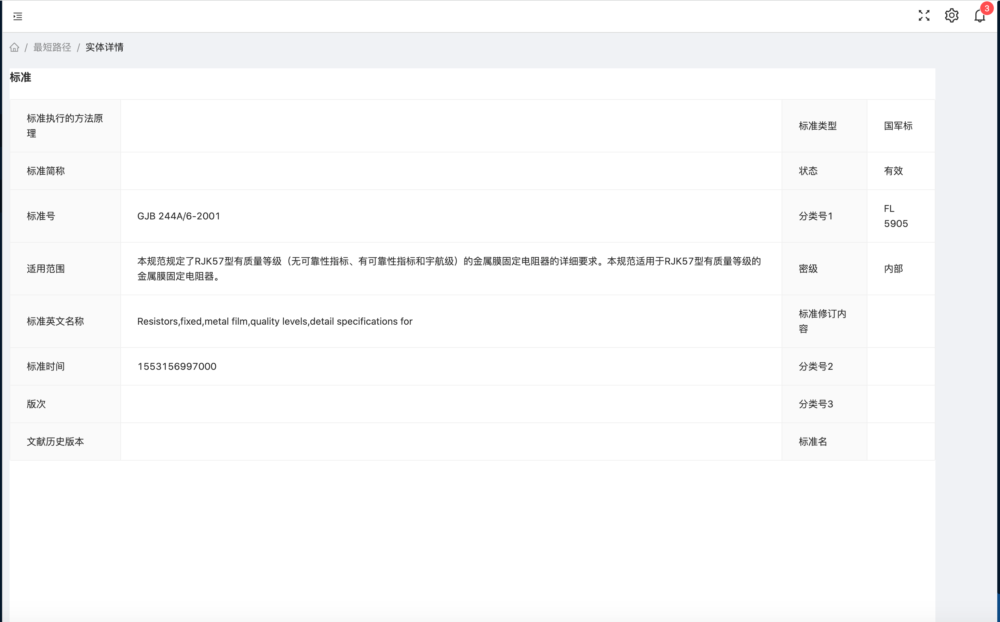 3
/ 最短路径 / 实体详情
标准
标准执行的方法原
理
标准类型
国军标
标准简称
状态
有效
标准号
GJB 244A/6-2001
分类号1
FL
5905
适用范围
本规范规定了RJK57型有质量等级（无可靠性指标、有可靠性指标和宇航级）的金属膜固定电阻器的详细要求。本规范适用于RJK57型有质量等级的
金属膜固定电阻器。
密级
内部
标准英文名称
Resistors,fixed,metal film,quality levels,detail specifications for
标准修订内
容
标准时间
1553156997000
分类号2
版次
分类号3
文献历史版本
标准名